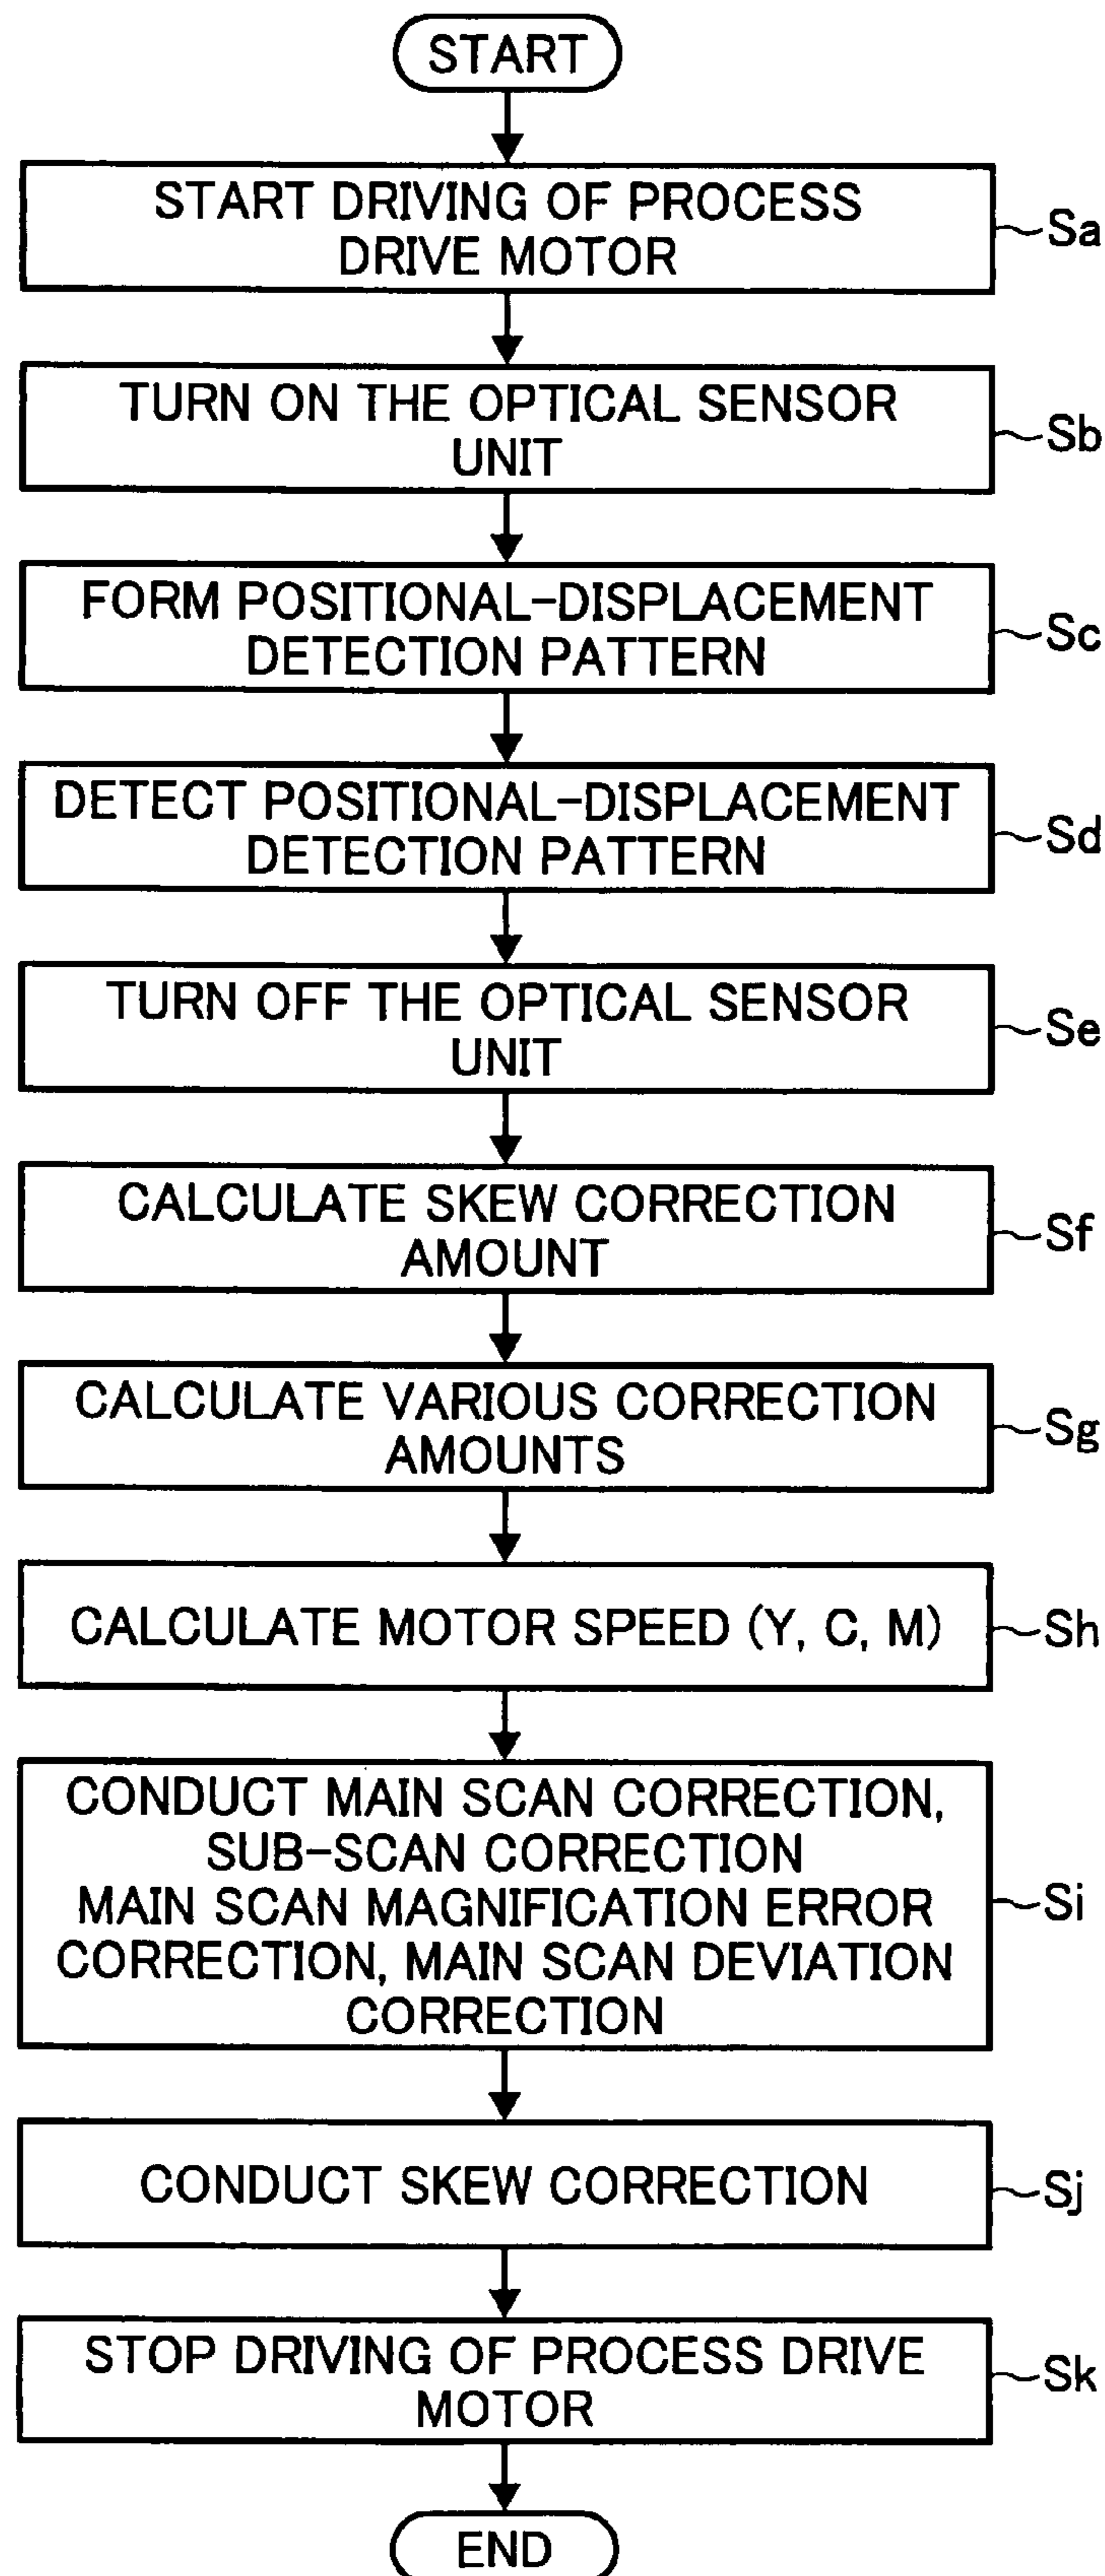 START
START DRIVING OF PROCESS
DRIVE MOTOR
Sa
TURN ON THE OPTICAL SENSOR
UNIT
Sb
FORM POSITIONAL-DISPLACEMENT
DETECTION PATTERN
Sc
DETECT POSITIONAL-DISPLACEMENT
DETECTION PATTERN
Sd
TURN OFF THE OPTICAL SENSOR
UNIT
Se
CALCULATE SKEW CORRECTION
AMOUNT
Sf
CALCULATE VARIOUS CORRECTION
AMOUNTS
Sg
CALCULATE MOTOR SPEED (Y, C, M)
Sh
CONDUCT MAIN SCAN CORRECTION,
SUB-SCAN CORRECTION
MAIN SCAN MAGNIFICATION ERROR
CORRECTION, MAIN SCAN DEVIATION
CORRECTION
Si
CONDUCT SKEW CORRECTION
Sj
STOP DRIVING OF PROCESS DRIVE
MOTOR
Sk
END